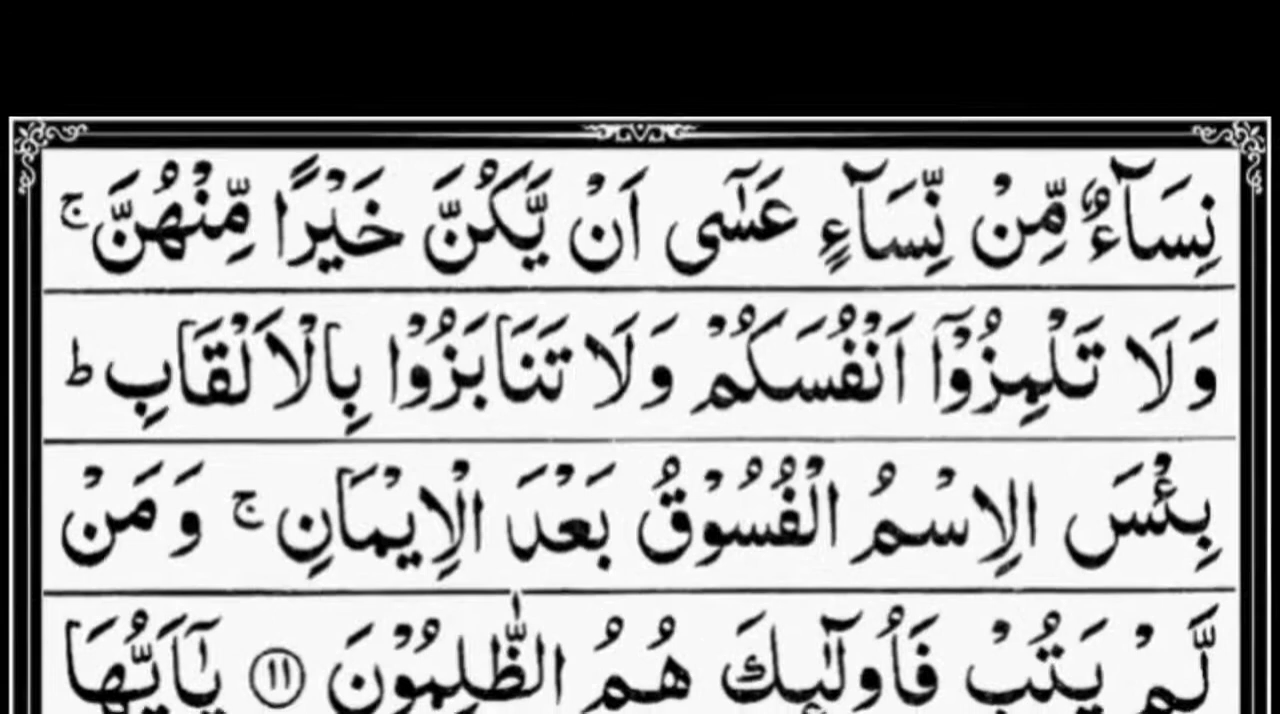 نِسَآءٌ مِّنْ نِّسَآءٍ عَسٰٓى اَنْ يَّكُنَّ خَيْرًا مِّنْهُنَّ ۚ
وَلَا تَلْمِزُوْٓا اَنْفُسَكُمْ وَلَا تَنَابَزُوْا بِالْاَلْقَابِ ؕ
بِئْسَ الِاسْمُ الْفُسُوْقُ بَعْدَ الْاِيْمَانِ ۚ وَمَنْ
لَّمْ يَتُبْ فَاُولٰٓئِكَ هُمُ الظّٰلِمُوْنَ ١١ يٰٓاَيُّهَا